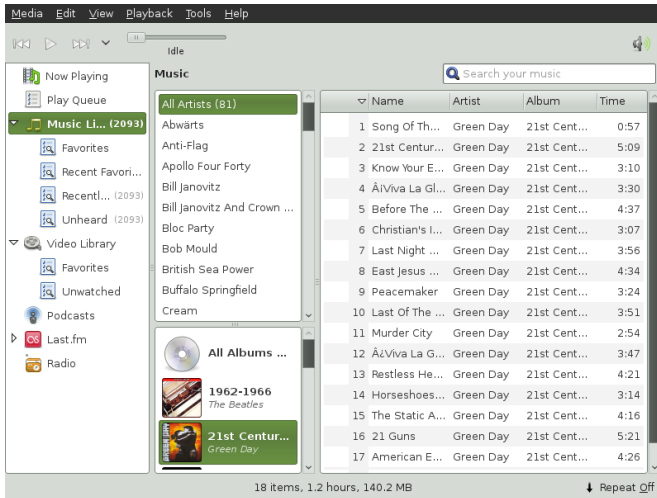 Media Edit View Playback Tools Help
Idle
Now Playing
Play Queue
Music Li... (2093)
Favorites
Recent Favori...
Recentl... (2093)
Unheard (2093)
Video Library
Favorites
Unwatched
Podcasts
Last.fm
Radio
Music
Search your music
All Artists (81)
Abwärts
Anti-Flag
Apollo Four Forty
Bill Janovitz
Bill Janovitz And Crown ...
Bloc Party
Bob Mould
British Sea Power
Buffalo Springfield
Cream
All Albums ...
1962-1966
The Beatles
21st Centur...
Green Day
Name Artist Album Time
1 Song Of Th... Green Day 21st Cent... 0:57
2 21st Centur... Green Day 21st Cent... 5:09
3 Know Your E... Green Day 21st Cent... 3:10
4 Â¡Viva La Gl... Green Day 21st Cent... 3:30
5 Before The ... Green Day 21st Cent... 4:37
6 Christian's I... Green Day 21st Cent... 3:07
7 Last Night ... Green Day 21st Cent... 3:56
8 East Jesus ... Green Day 21st Cent... 4:34
9 Peacemaker Green Day 21st Cent... 3:24
10 Last Of The ... Green Day 21st Cent... 3:51
11 Murder City Green Day 21st Cent... 2:54
12 Â¿Viva La G... Green Day 21st Cent... 3:47
13 Restless He... Green Day 21st Cent... 4:21
14 Horseshoes... Green Day 21st Cent... 3:14
15 The Static A... Green Day 21st Cent... 4:16
16 21 Guns Green Day 21st Cent... 5:21
17 American E... Green Day 21st Cent... 4:26
18 items, 1.2 hours, 140.2 MB
Repeat Off